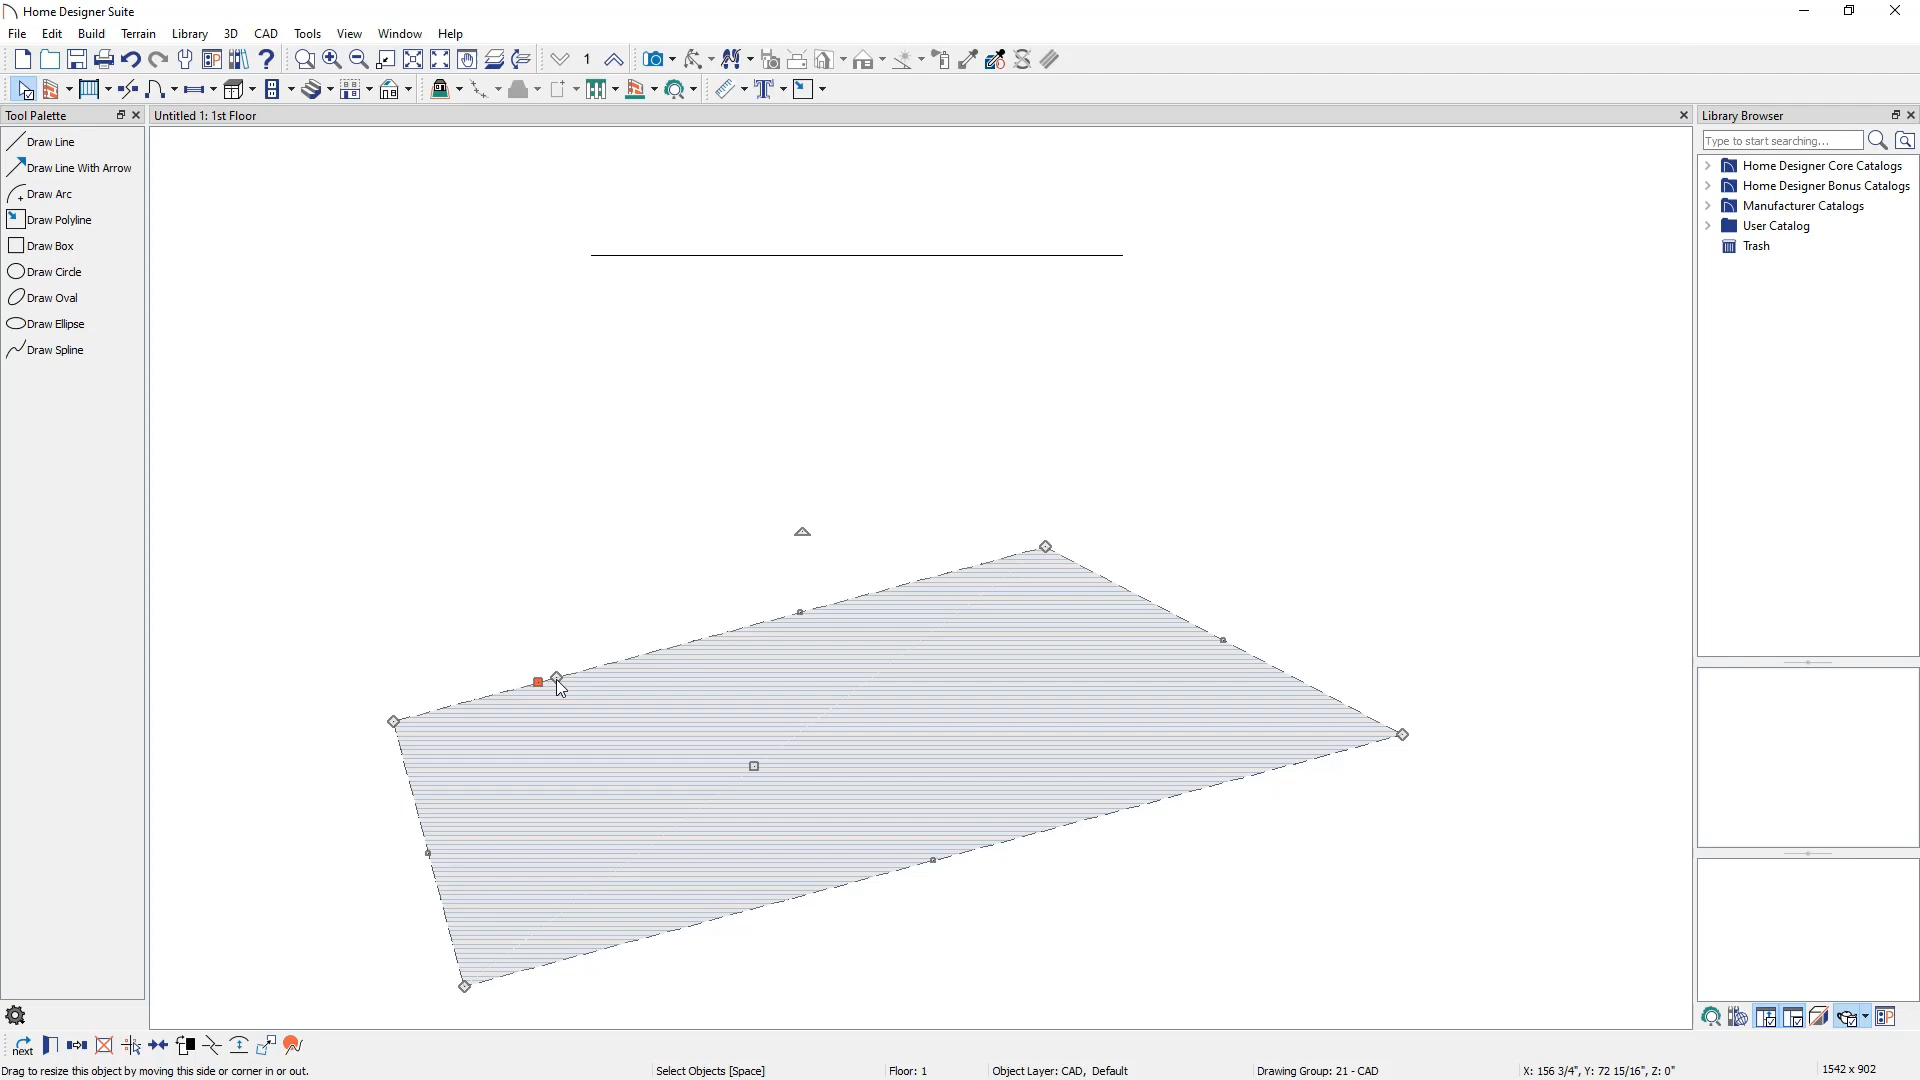 Home Designer Suite
File Edit Build Terrain Library 3D CAD Tools View Window Help
1
Tool Palette
Untitled 1: 1st Floor
Library Browser
Draw Line
Draw Line With Arrow
Draw Arc
Draw Polyline
Draw Box
Draw Circle
Draw Oval
Draw Ellipse
Draw Spline
Type to start searching...
Home Designer Core Catalogs
Home Designer Bonus Catalogs
Manufacturer Catalogs
User Catalog
Trash
next
Drag to resize this object by moving this side or corner in or out.
Select Objects [Space]
Floor: 1
Object Layer: CAD, Default
Drawing Group: 21 - CAD
X: 156 3/4", Y: 72 15/16", Z: 0"
1542 x 902